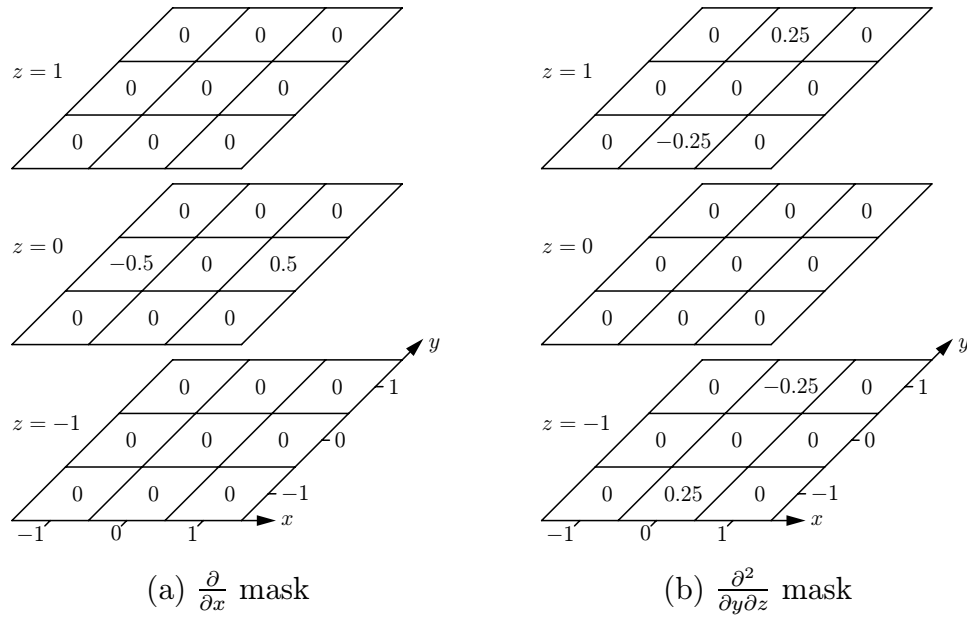 0 0 0 0 0.25 0
z = 1 z = 1
0 0 0 0 0 0
0 0 0 0 −0.25 0
0 0 0 0 0 0
z = 0 z = 0
−0.5 0 0.5 0 0 0
0 0 0 0 0 0
y y
0 0 0 1 0 −0.25 0 1
z = −1 z = −1
0 0 0 0 0 0 0 0
0 0 0 −1 0 0.25 0 −1
x x
−1 0 1 −1 0 1
(a) ∂/∂x mask (b) ∂²/∂y∂z mask